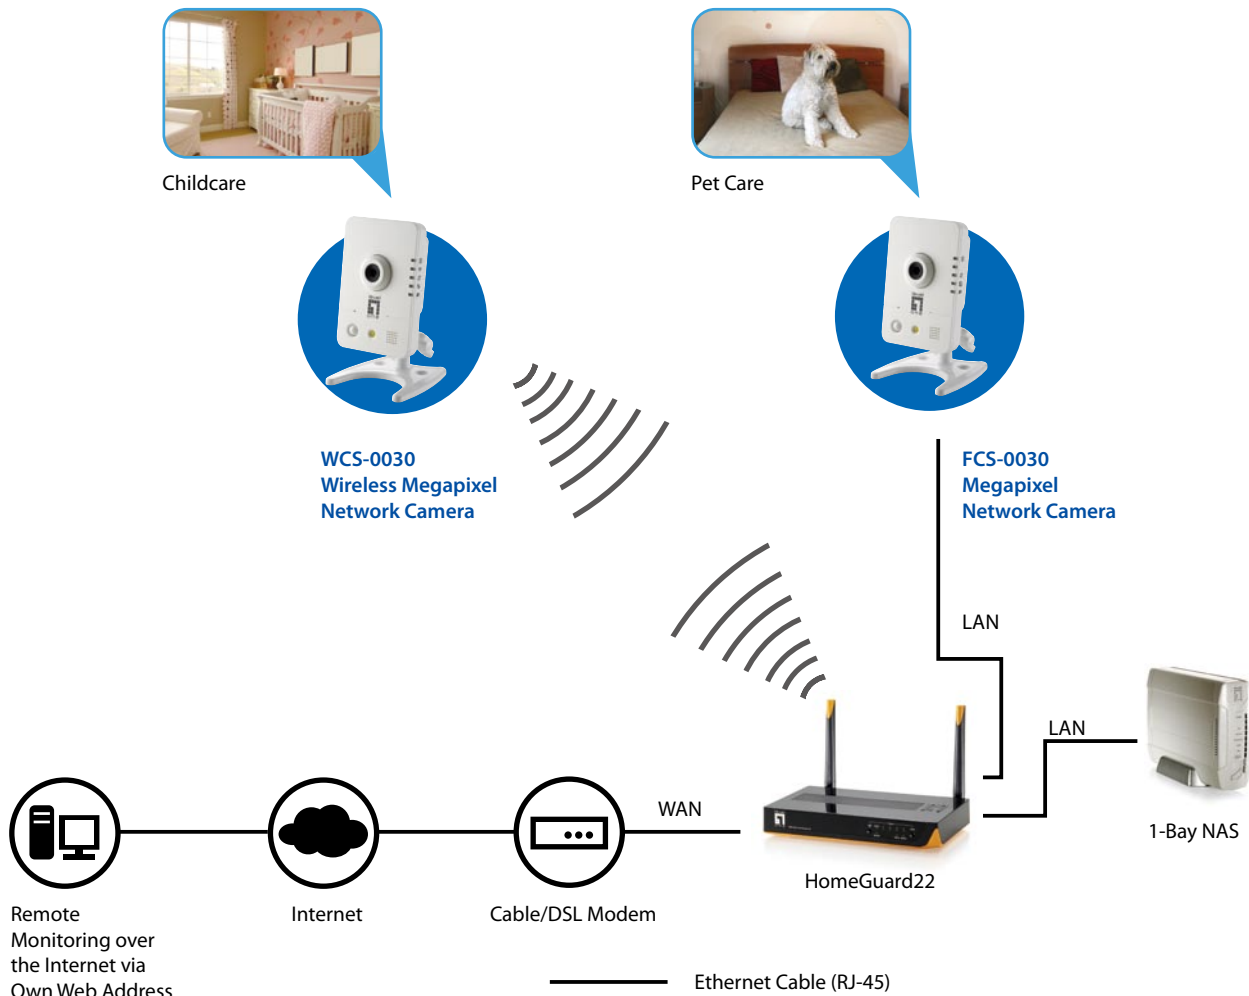 Childcare
Pet Care
WCS-0030
Wireless Megapixel
Network Camera
FCS-0030
Megapixel
Network Camera
LAN
LAN
WAN
1-Bay NAS
HomeGuard22
Remote
Monitoring over
the Internet via
Own Web Address
Internet
Cable/DSL Modem
Ethernet Cable (RJ-45)